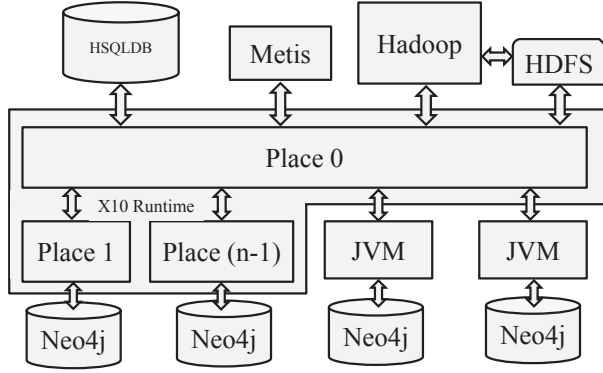 HSQLDB
Metis
Hadoop
HDFS
Place 0
X10 Runtime
Place 1
Place (n-1)
JVM
JVM
Neo4j
Neo4j
Neo4j
Neo4j